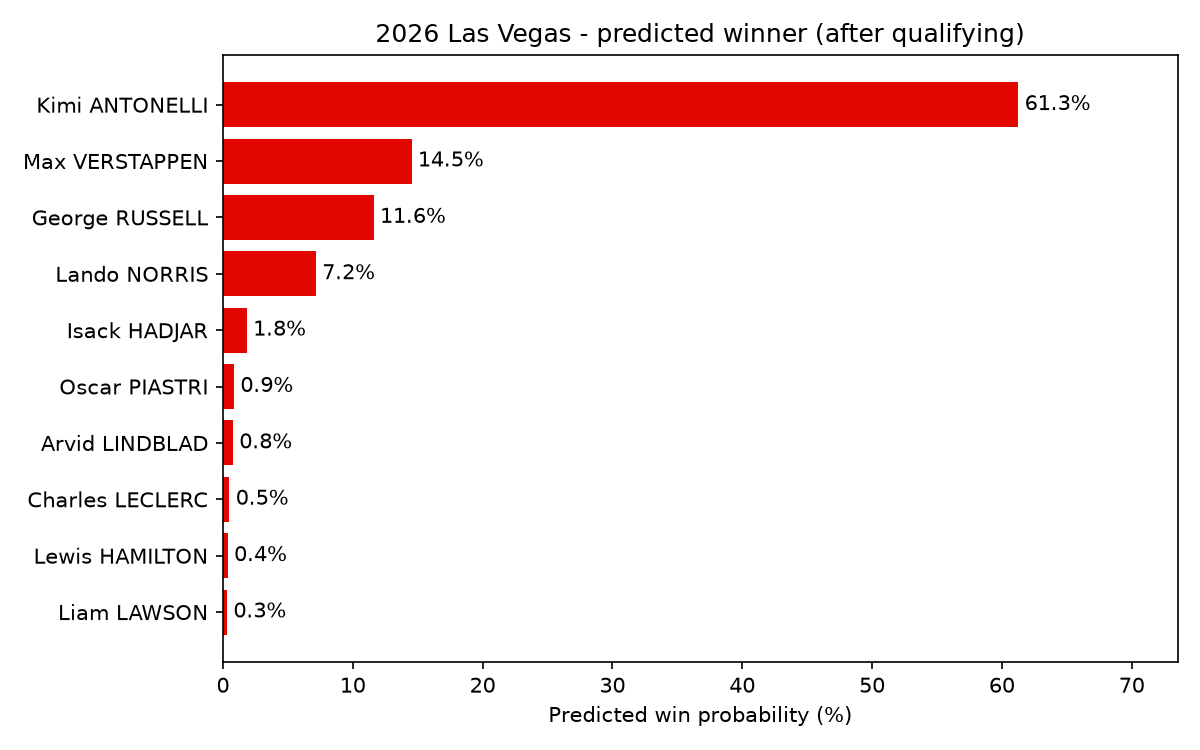 2026 Las Vegas - predicted winner (after qualifying)
Kimi ANTONELLI 61.3%
Max VERSTAPPEN 14.5%
George RUSSELL 11.6%
Lando NORRIS 7.2%
Isack HADJAR 1.8%
Oscar PIASTRI 0.9%
Arvid LINDBLAD 0.8%
Charles LECLERC 0.5%
Lewis HAMILTON 0.4%
Liam LAWSON 0.3%
0 10 20 30 40 50 60 70
Predicted win probability (%)